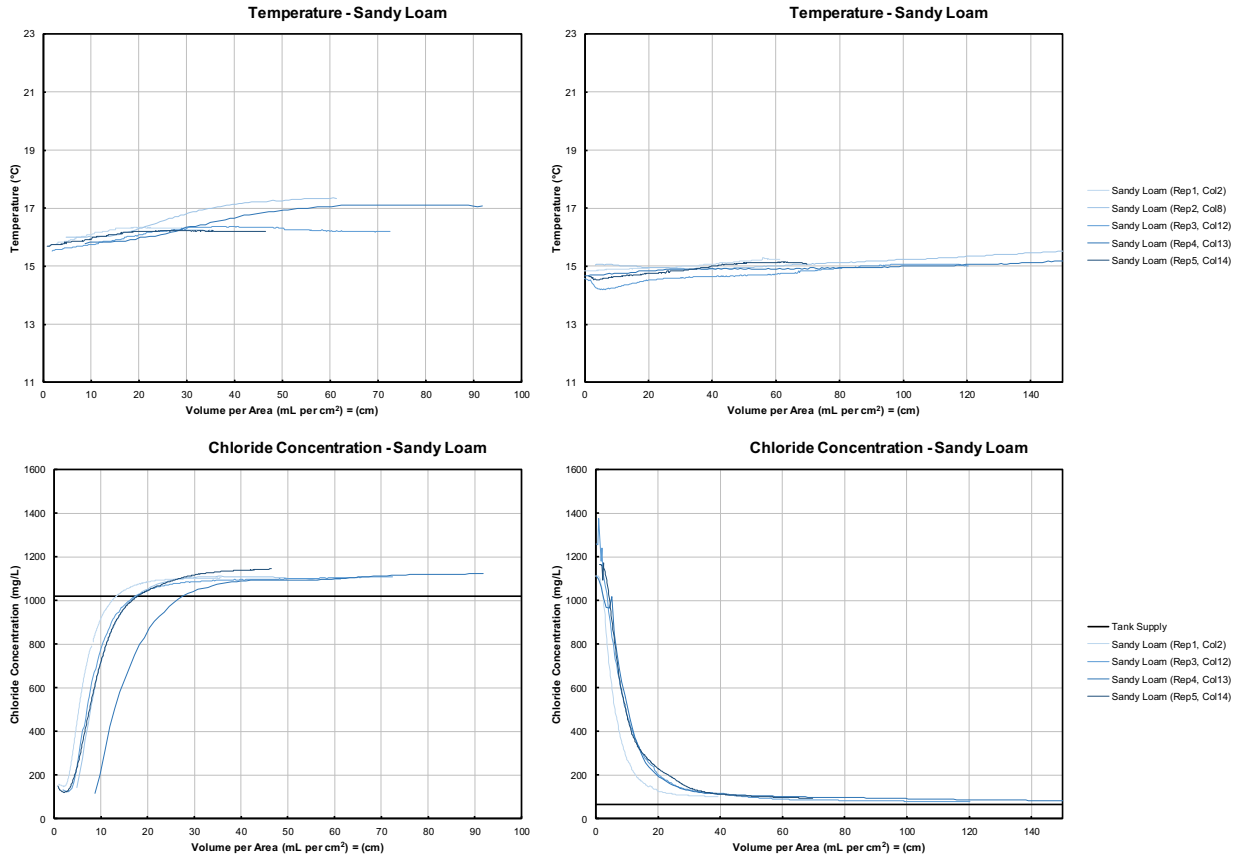 Temperature - Sandy Loam
23
21
19
17
15
13
11
Temperature (°C)
0 10 20 30 40 50 60 70 80 90 100
Volume per Area (mL per cm²) = (cm)
Temperature - Sandy Loam
23
21
19
17
15
13
11
Temperature (°C)
0 20 40 60 80 100 120 140
Volume per Area (mL per cm²) = (cm)
Sandy Loam (Rep1, Col2)
Sandy Loam (Rep2, Col8)
Sandy Loam (Rep3, Col12)
Sandy Loam (Rep4, Col13)
Sandy Loam (Rep5, Col14)
Chloride Concentration - Sandy Loam
1600
1400
1200
1000
800
600
400
200
0
Chloride Concentration (mg/L)
0 10 20 30 40 50 60 70 80 90 100
Volume per Area (mL per cm²) = (cm)
Chloride Concentration - Sandy Loam
1600
1400
1200
1000
800
600
400
200
0
Chloride Concentration (mg/L)
0 20 40 60 80 100 120 140
Volume per Area (mL per cm²) = (cm)
Tank Supply
Sandy Loam (Rep1, Col2)
Sandy Loam (Rep3, Col12)
Sandy Loam (Rep4, Col13)
Sandy Loam (Rep5, Col14)